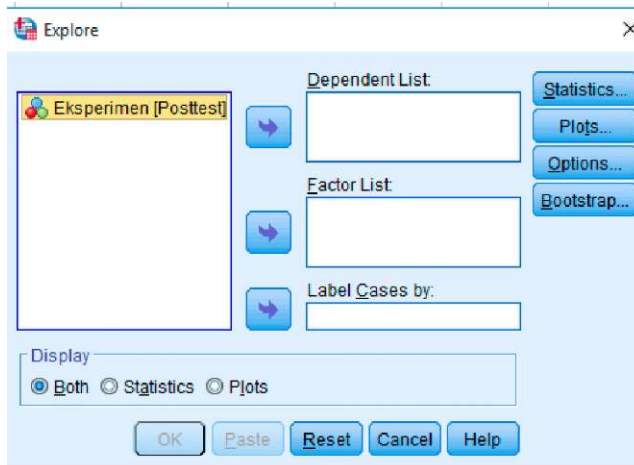 Explore
Dependent List:
Eksperimen [Posttest]
Statistics...
Plots...
Options...
Bootstrap...
Factor List:
Label Cases by:
Display
Both Statistics Plots
OK Paste Reset Cancel Help